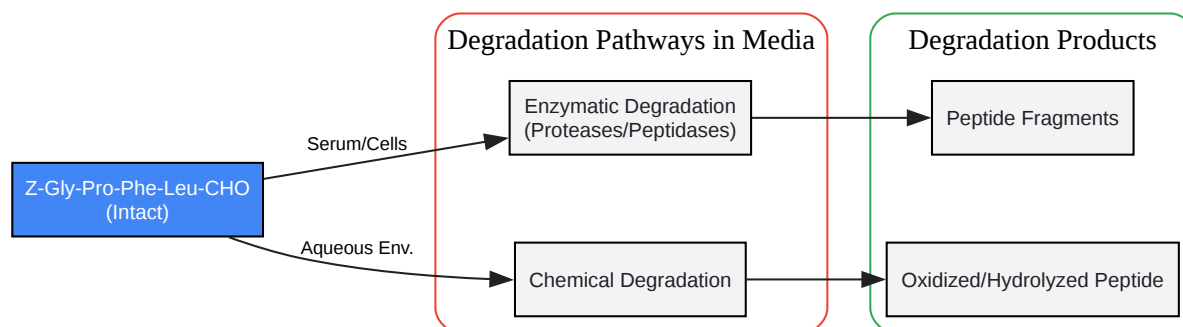 Degradation Pathways in Media
Degradation Products
Enzymatic Degradation
(Proteases/Peptidases)
Peptide Fragments
Serum/Cells
Z-Gly-Pro-Phe-Leu-CHO
(Intact)
Aqueous Env.
Chemical Degradation
Oxidized/Hydrolyzed Peptide